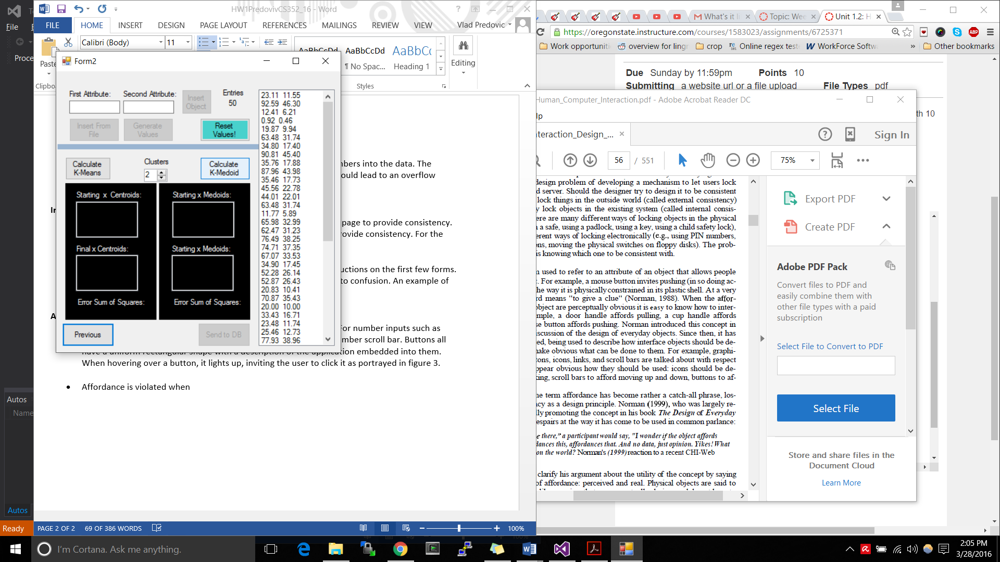 HW1PredovivCS352_16 - Word
FILE HOME INSERT DESIGN PAGE LAYOUT REFERENCES MAILINGS REVIEW VIEW Vlad Predovic
File
Calibri (Body) 11
Paste
AaBbCcDd AaBbCcDd AaBbCc
¶ No Spac... Heading 1
Editing
Styles
Proce
Form2
First Attribute: Second Attribute:
Insert Object
Entries
50
Insert From File
Generate Values
Reset Values!
Calculate K-Means
Clusters
2
Calculate K-Medoid
Starting x Centroids:
Starting x Medoids:
Final x Centroids:
Starting x Medoids:
Error Sum of Squares:
Error Sum of Squares:
Previous
Send to DB
23.11 11.55
92.59 46.30
12.41 6.21
0.92 0.46
19.87 9.94
63.48 31.74
34.80 17.40
90.81 45.40
35.76 17.88
87.96 43.98
35.46 17.73
45.56 22.78
44.01 22.01
63.48 31.74
11.77 5.89
65.98 32.99
62.47 31.23
76.49 38.25
74.71 37.35
67.07 33.53
34.90 17.45
52.28 26.14
52.87 26.43
20.83 10.41
70.87 35.43
20.00 10.00
33.43 16.71
23.48 11.74
25.46 12.73
77.93 38.96
nbers into the data. The
ould lead to an overflow
page to provide consistency.
rovide consistency. For the
uctions on the first few forms.
to confusion. An example of
For number inputs such as
mber scroll bar. Buttons all
have a uniform rectangular shape with a description of the application embedded into them.
When hovering over a button, it lights up, inviting the user to click it as portrayed in figure 3.
• Affordance is violated when
Autos
Name
Autos
Ready
PAGE 2 OF 2 69 OF 386 WORDS 100%
What's it li
Topic: Wee
Unit 1.2: H
https://oregonstate.instructure.com/courses/1583023/assignments/6725371
Work opportuniti overview for lingr crop Online regex test WorkForce Softw » Other bookmarks
Due Sunday by 11:59pm Points 10
Submitting a website url or a file upload File Types pdf
th 10
Human_Computer_Interaction.pdf - Adobe Acrobat Reader DC
lp
nteraction_Design_... ×
Sign In
56 / 551 75%
design problem of developing a mechanism to let users lock
d server. Should the designer try to design it to be consistent
lock things in the outside world (called external consistency)
y lock objects in the existing system (called internal consis-
ere are many different ways of locking objects in the physical
n a safe, using a padlock, using a key, using a child safety lock),
erent ways of locking electronically (e.g., using PIN numbers,
ns, moving the physical switches on floppy disks). The prob-
is knowing which one to be consistent with.
n used to refer to an attribute of an object that allows people
. For example, a mouse button invites pushing (in so doing ac-
he way it is physically constrained in its plastic shell. At a very
rd means "to give a clue" (Norman, 1988). When the affor-
object are perceptually obvious it is easy to know how to inter-
mple, a door handle affords pulling, a cup handle affords
se button affords pushing. Norman introduced this concept in
iscussion of the design of everyday objects. Since then, it has
ed, being used to describe how interface objects should be de-
nake obvious what can be done to them. For example, graphi-
tons, icons, links, and scroll bars are talked about with respect
ppear obvious how they should be used: icons should be de-
king, scroll bars to afford moving up and down, buttons to af-
he term affordance has become rather a catch-all phrase, los-
ncy as a design principle. Norman (1999), who was largely re-
lly promoting the concept in his book The Design of Everyday
espairs at the way it has come to be used in common parlance:
e there," a participant would say, "I wonder if the object affords
dances this, affordances that. And no data, just opinion. Yikes! What
on the world? Norman's (1999) reaction to a recent CHI-Web
clarify his argument about the utility of the concept by saying
of affordance: perceived and real. Physical objects are said to
Export PDF
Create PDF
Adobe PDF Pack
Convert files to PDF and
easily combine them with
other file types with a paid
subscription
Select File to Convert to PDF
Select File
Store and share files in the
Document Cloud
Learn More
I'm Cortana. Ask me anything.
2:05 PM
3/28/2016